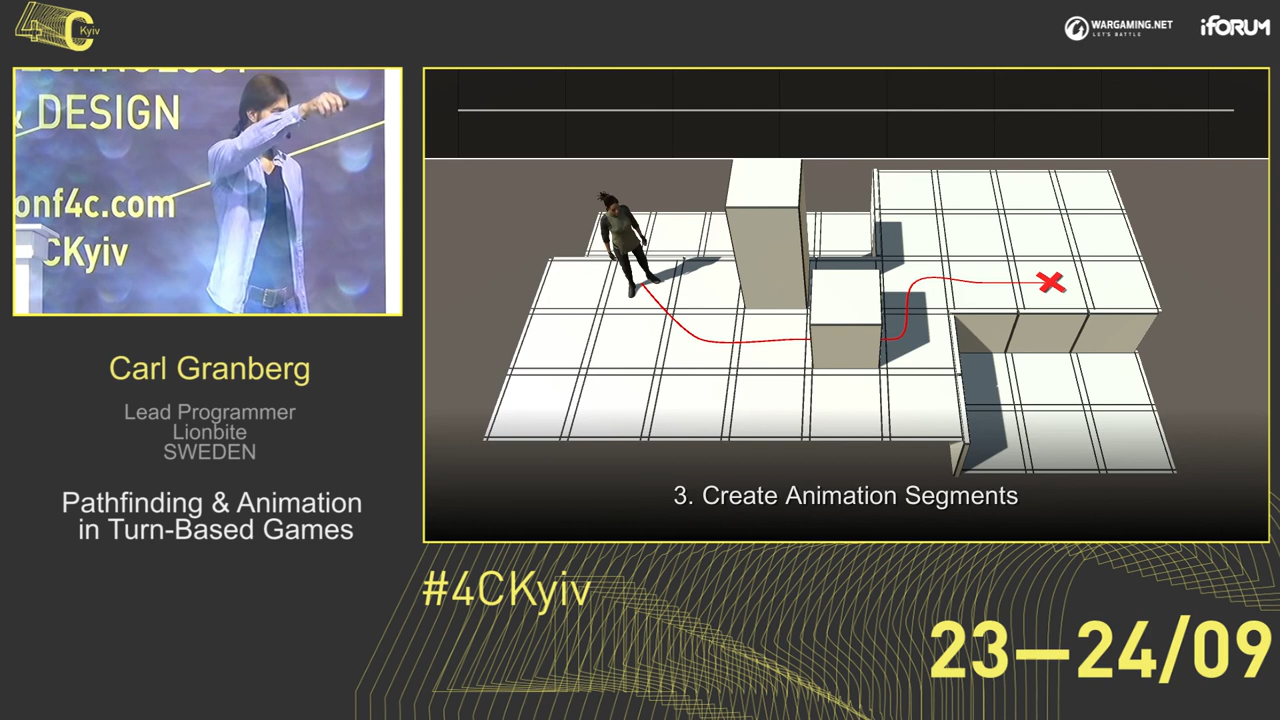 4C Kyiv
WARGAMING.NET
LET'S BATTLE
iFORUM
TECHNOLOGY
& DESIGN
onf4c.com
CKyiv
Carl Granberg
Lead Programmer
Lionbite
SWEDEN
Pathfinding & Animation
in Turn-Based Games
3. Create Animation Segments
#4CKyiv
23—24/09